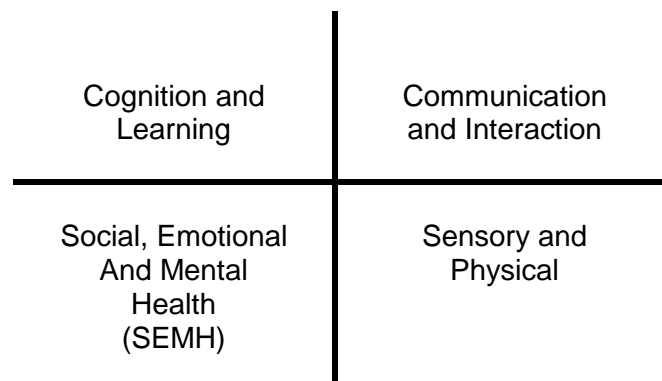 Cognition and
Learning
Communication
and Interaction
Social, Emotional
And Mental
Health
(SEMH)
Sensory and
Physical